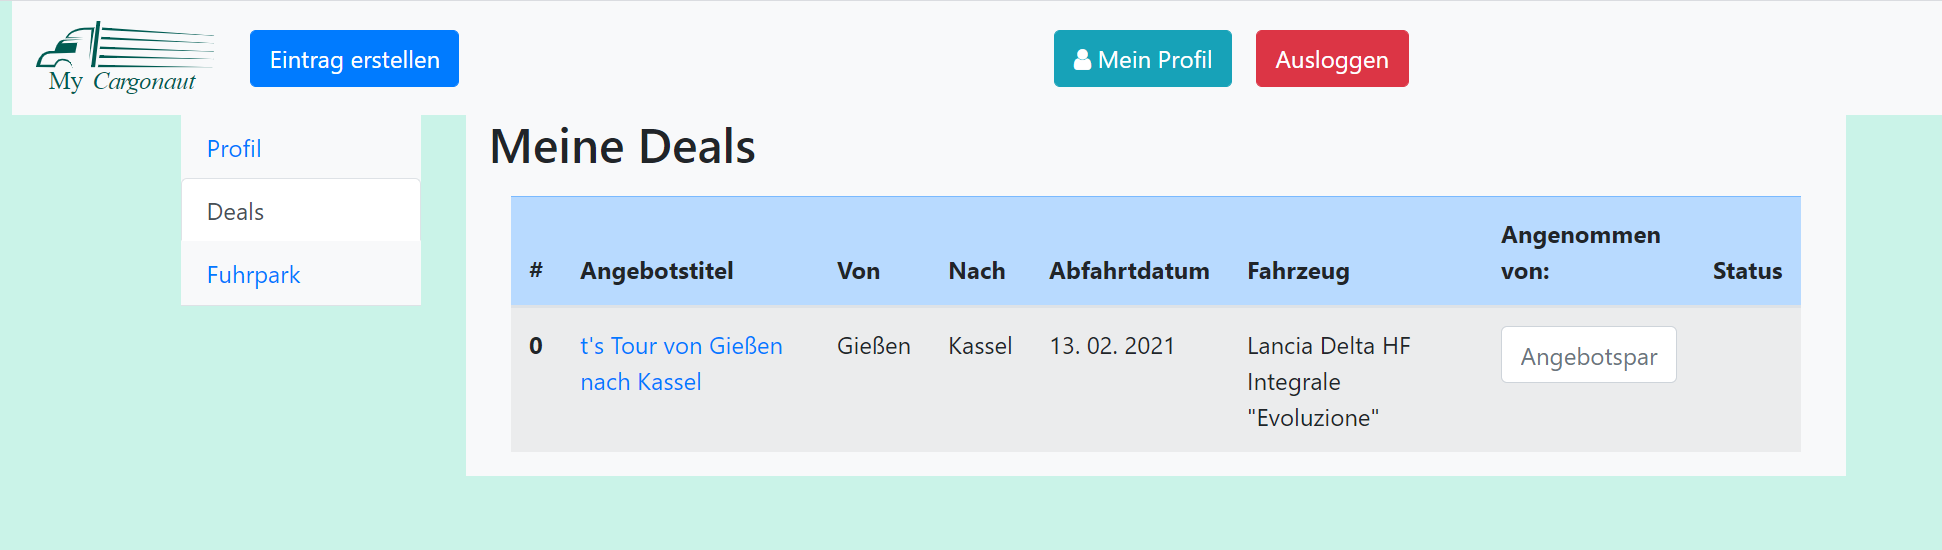 My Cargonaut
Eintrag erstellen
Mein Profil
Ausloggen
Profil
Deals
Fuhrpark
Meine Deals
# Angebotstitel Von Nach Abfahrtdatum Fahrzeug Angenommen von: Status
0 t's Tour von Gießen Gießen Kassel 13. 02. 2021 Lancia Delta HF Angebotspar
nach Kassel Integrale
"Evoluzione"